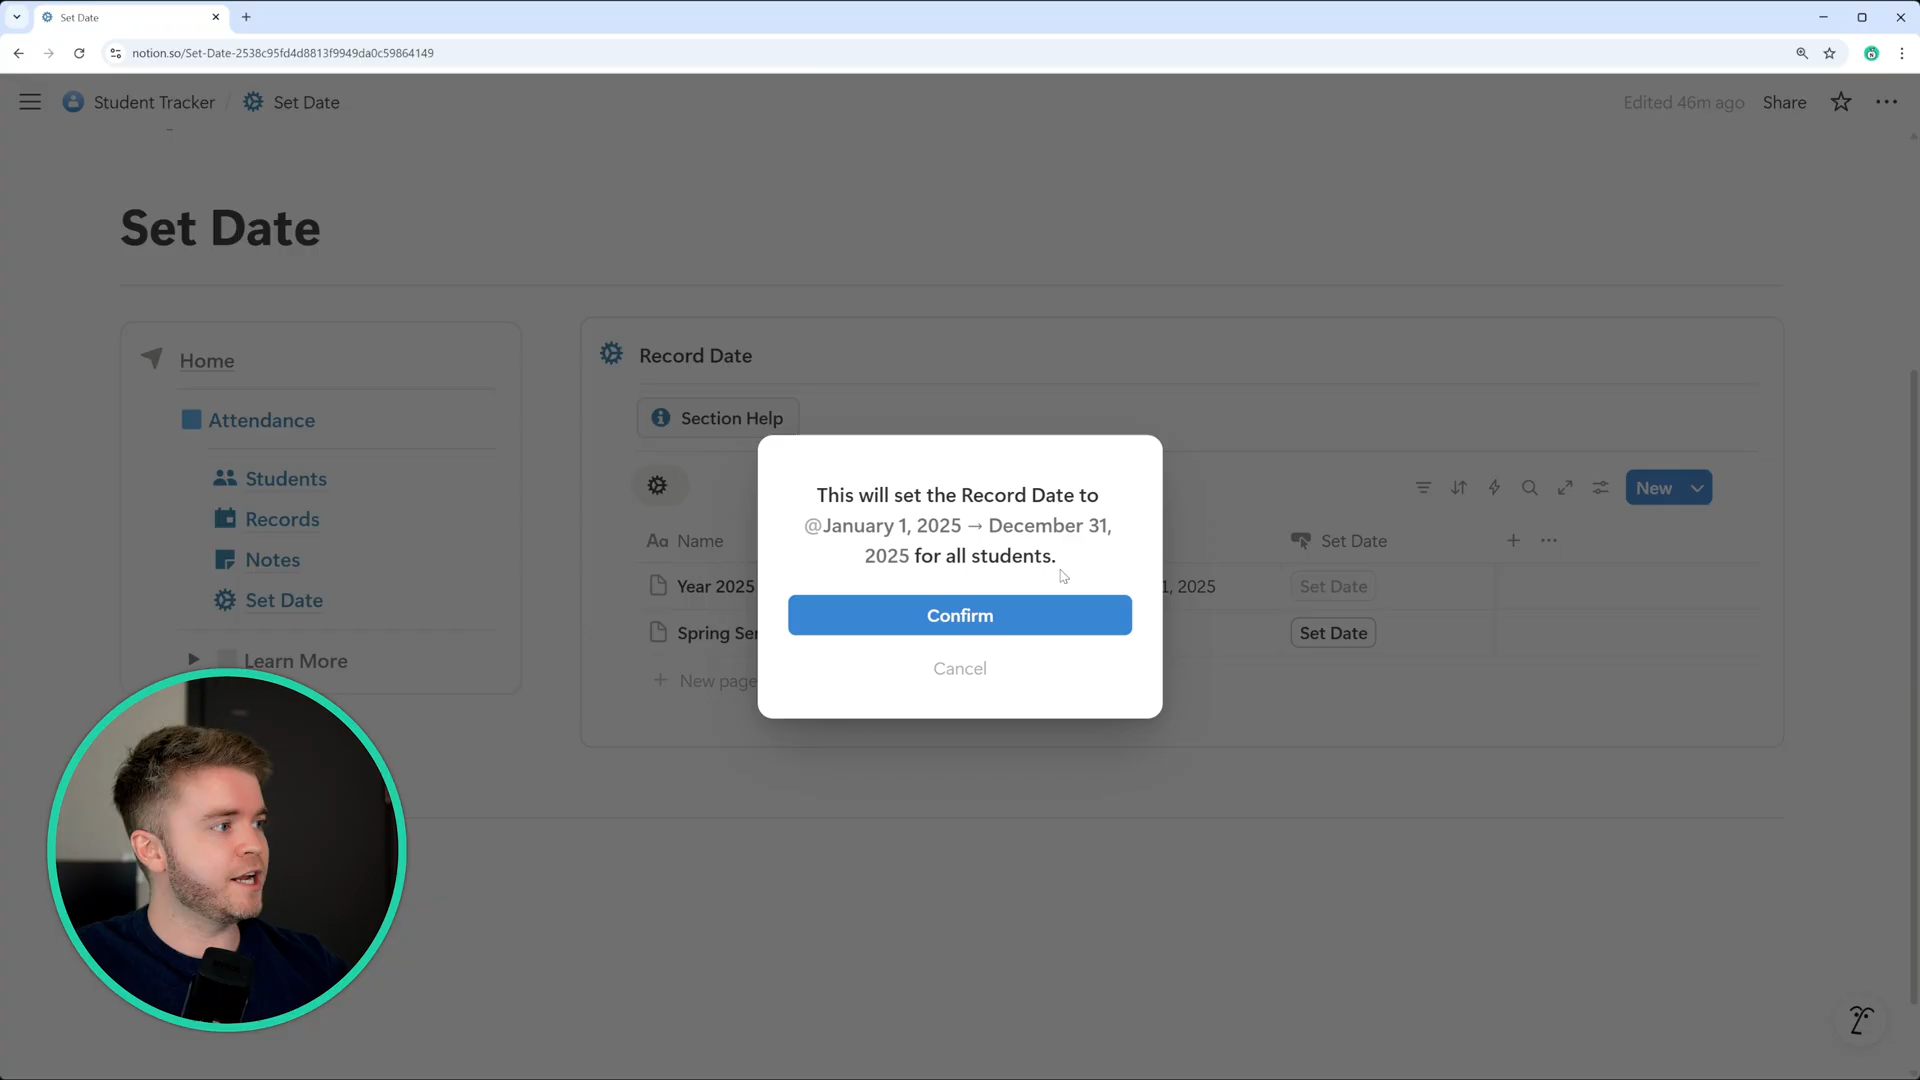 Set Date
notion.so/Set-Date-2538c95fd4d8813f9949da0c59864149
Student Tracker / Set Date
Edited 46m ago
Share
Set Date
Home
Attendance
Students
Records
Notes
Set Date
Learn More
Record Date
Section Help
New
Aa Name
Set Date
Year 2025
1, 2025
Set Date
Spring Se
Set Date
New page
This will set the Record Date to
@January 1, 2025 → December 31,
2025 for all students.
Confirm
Cancel